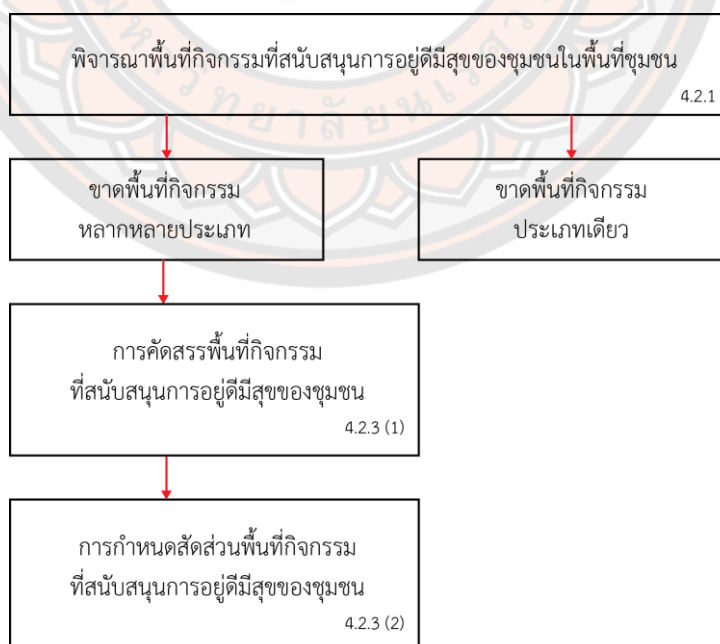 พิจารณาพื้นที่กิจกรรมที่สนับสนุนการอยู่ดีมีสุขของชุมชนในพื้นที่ชุมชน
4.2.1
ขาดพื้นที่กิจกรรม
หลากหลายประเภท
ขาดพื้นที่กิจกรรม
ประเภทเดียว
การคัดสรรพื้นที่กิจกรรม
ที่สนับสนุนการอยู่ดีมีสุขของชุมชน
4.2.3 (1)
การกำหนดสัดส่วนพื้นที่กิจกรรม
ที่สนับสนุนการอยู่ดีมีสุขของชุมชน
4.2.3 (2)